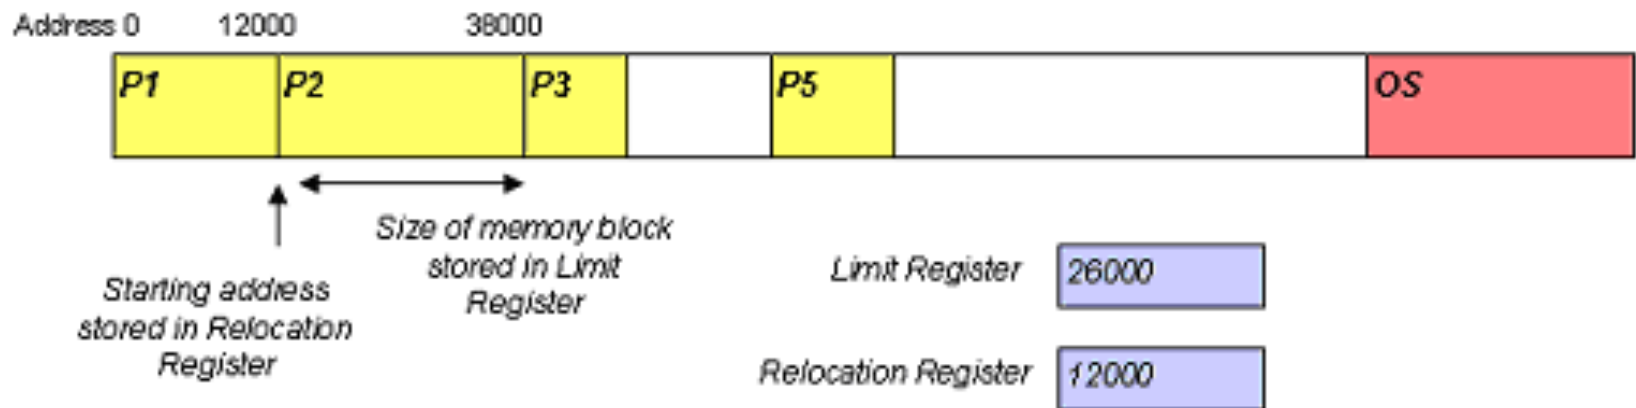 Address 0 12000 38000
P1 P2 P3 P5 OS
Size of memory block
stored in Limit
Register
Starting address
stored in Relocation
Register
Limit Register 26000
Relocation Register 12000